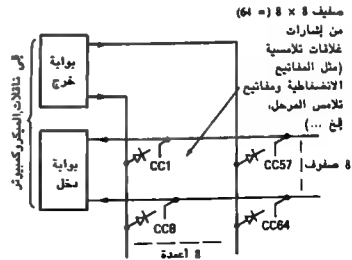 صفيف 8 × 8 (= 64)
من إشارات
غلاقات تلامسية
(مثل المفاتيح
الانضغاطية ومفاتيح
تلامس المرحل،
إلخ ...)
بوابة
خرج
بوابة
دخل
إلى ناقلات الميكروكمبيوتر
CC1
CC57
CC8
CC64
8 صفوف
8 أعمدة